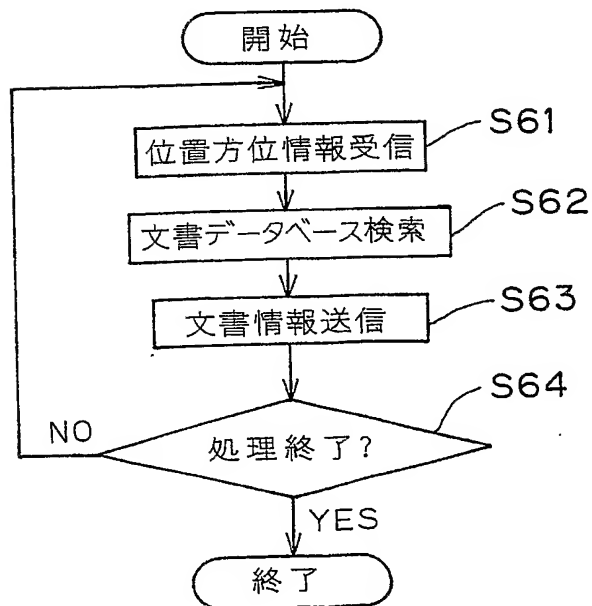 開始
位置方位情報受信
S61
文書データベース検索
S62
文書情報送信
S63
処理終了?
S64
NO
YES
終了